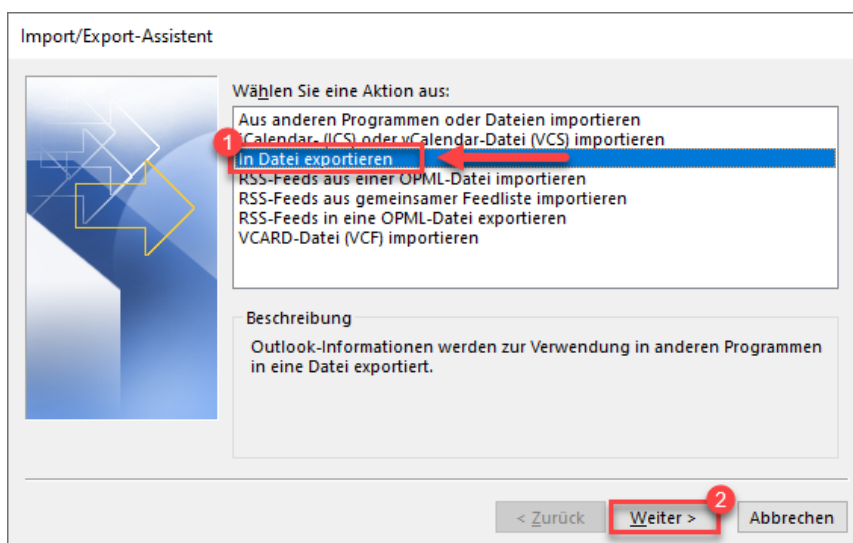 Import/Export-Assistent
Wählen Sie eine Aktion aus:
Aus anderen Programmen oder Dateien importieren
iCalendar- (ICS) oder vCalendar-Datei (VCS) importieren
1
In Datei exportieren
RSS-Feeds aus einer OPML-Datei importieren
RSS-Feeds aus gemeinsamer Feedliste importieren
RSS-Feeds in eine OPML-Datei exportieren
VCARD-Datei (VCF) importieren
Beschreibung
Outlook-Informationen werden zur Verwendung in anderen Programmen
in eine Datei exportiert.
2
< Zurück Weiter > Abbrechen